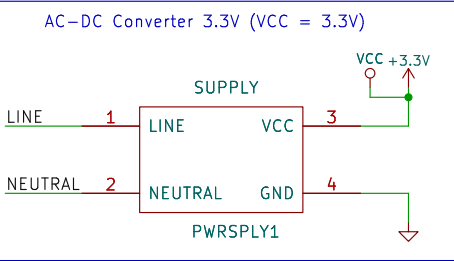 AC-DC Converter 3.3V (VCC = 3.3V)
VCC +3.3V
SUPPLY
LINE 1 LINE VCC 3
NEUTRAL 2 NEUTRAL GND 4
PWRSPLY1